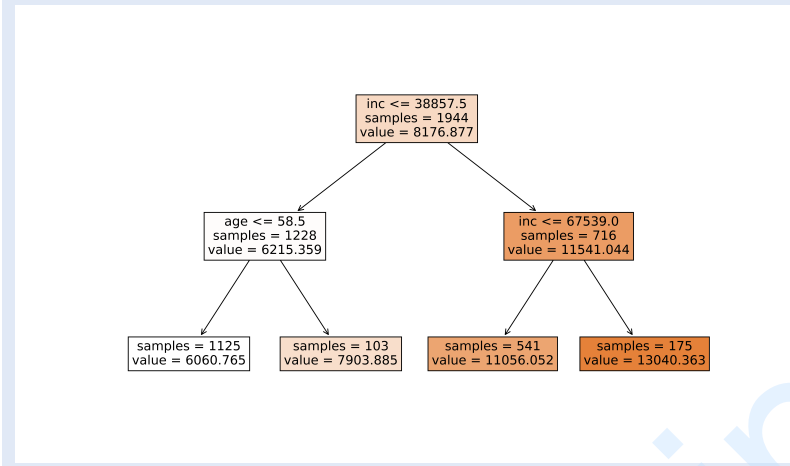 inc <= 38857.5
samples = 1944
value = 8176.877
age <= 58.5
samples = 1228
value = 6215.359
inc <= 67539.0
samples = 716
value = 11541.044
samples = 1125
value = 6060.765
samples = 103
value = 7903.885
samples = 541
value = 11056.052
samples = 175
value = 13040.363